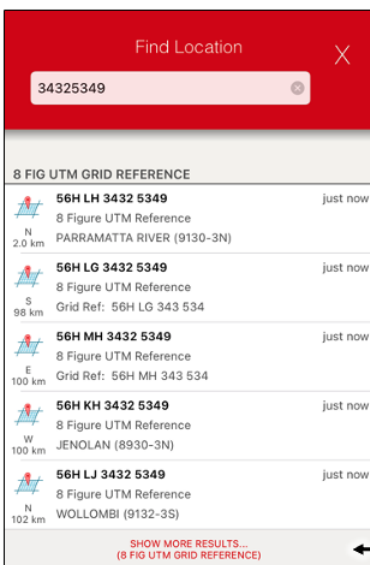 Find Location
X
34325349
8 FIG UTM GRID REFERENCE
56H LH 3432 5349 just now
8 Figure UTM Reference
N
2.0 km PARRAMATTA RIVER (9130-3N)
56H LG 3432 5349 just now
8 Figure UTM Reference
S
98 km Grid Ref: 56H LG 343 534
56H MH 3432 5349 just now
8 Figure UTM Reference
E
100 km Grid Ref: 56H MH 343 534
56H KH 3432 5349 just now
8 Figure UTM Reference
W
100 km JENOLAN (8930-3N)
56H LJ 3432 5349 just now
8 Figure UTM Reference
N
102 km WOLLOMBI (9132-3S)
SHOW MORE RESULTS...
(8 FIG UTM GRID REFERENCE)